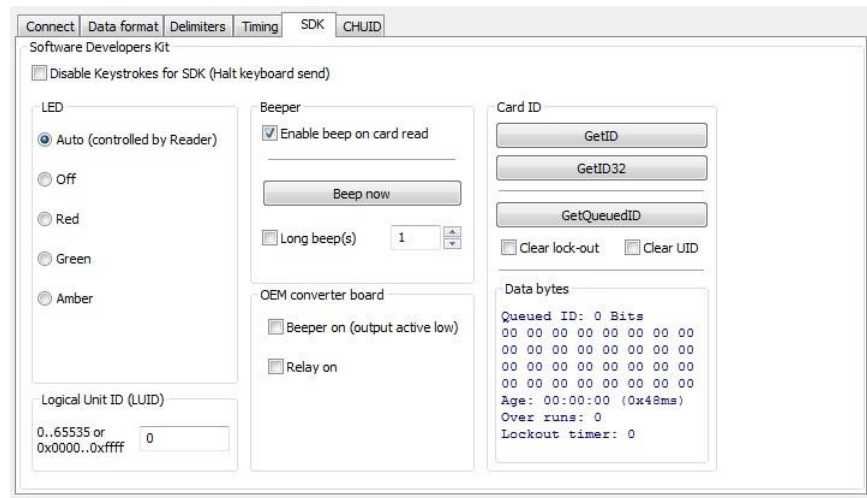 Connect Data format Delimiters Timing SDK CHUID
Software Developers Kit
Disable Keystrokes for SDK (Halt keyboard send)
LED
Auto (controlled by Reader)
Off
Red
Green
Amber
Logical Unit ID (LUID)
0..65535 or
0x0000..0xffff
0
Beeper
Enable beep on card read
Beep now
Long beep(s)
1
OEM converter board
Beeper on (output active low)
Relay on
Card ID
GetID
GetID32
GetQueuedID
Clear lock-out
Clear UID
Data bytes
Queued ID: 0 Bits
00 00 00 00 00 00 00 00
00 00 00 00 00 00 00 00
00 00 00 00 00 00 00 00
00 00 00 00 00 00 00 00
Age: 00:00:00 (0x48ms)
Over runs: 0
Lockout timer: 0